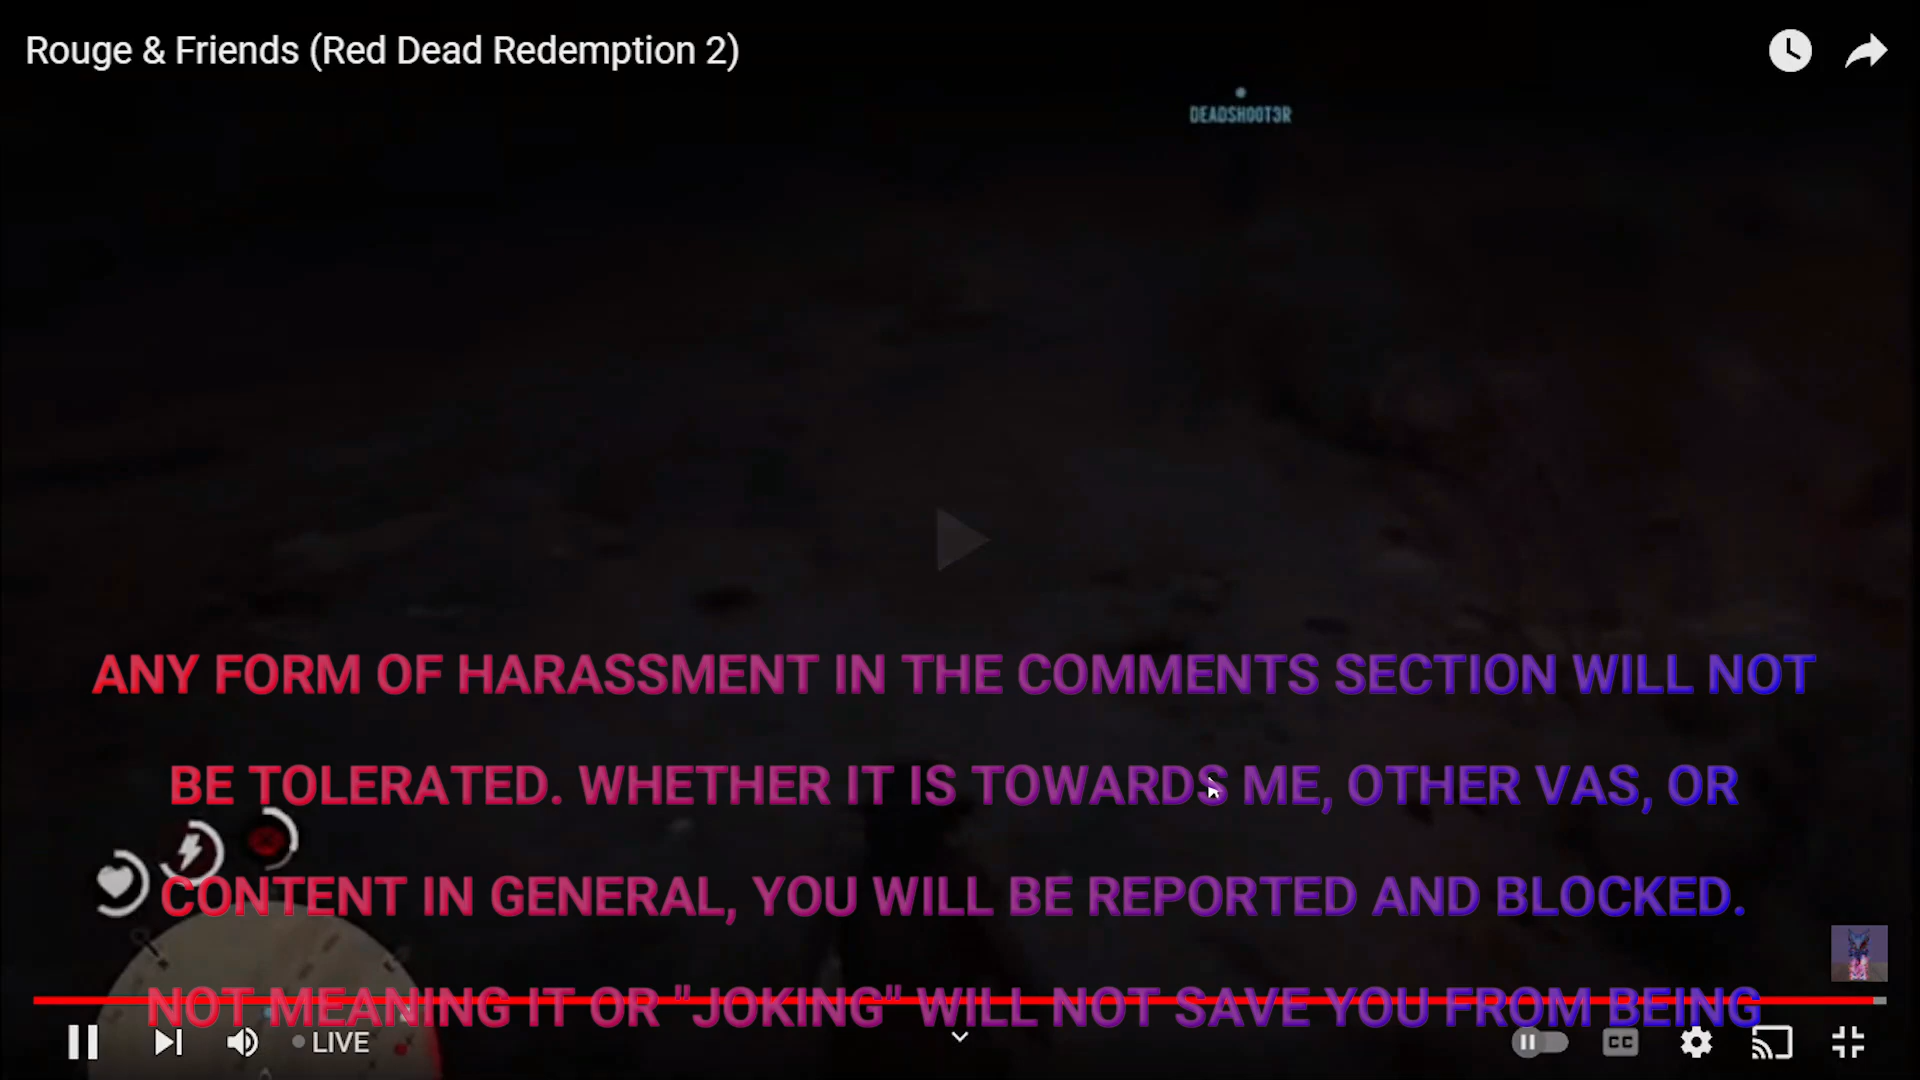 Rouge & Friends (Red Dead Redemption 2)
DEADSHOOT3R
ANY FORM OF HARASSMENT IN THE COMMENTS SECTION WILL NOT
BE TOLERATED. WHETHER IT IS TOWARDS ME, OTHER VAS, OR
CONTENT IN GENERAL, YOU WILL BE REPORTED AND BLOCKED.
NOT MEANING IT OR "JOKING" WILL NOT SAVE YOU FROM BEING
LIVE
CC